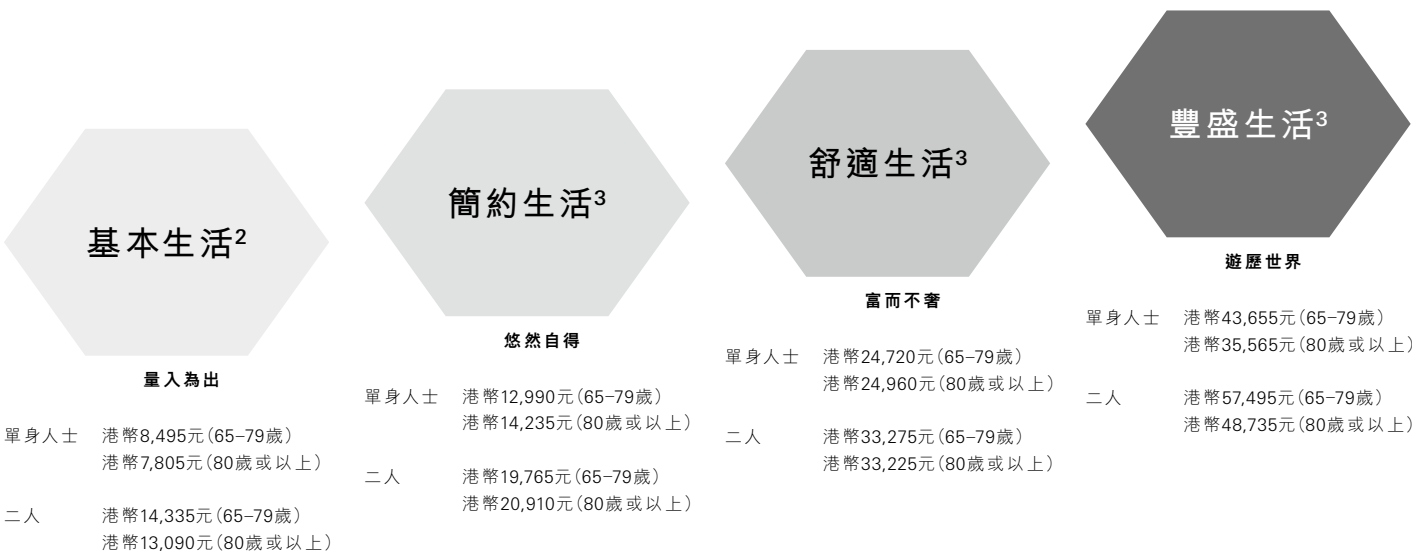 基本生活2
量入為出
單身人士 港幣8,495元(65–79歲)
港幣7,805元(80歲或以上)
二人 港幣14,335元(65–79歲)
港幣13,090元(80歲或以上)
簡約生活3
悠然自得
單身人士 港幣12,990元(65–79歲)
港幣14,235元(80歲或以上)
二人 港幣19,765元(65–79歲)
港幣20,910元(80歲或以上)
舒適生活3
富而不奢
單身人士 港幣24,720元(65–79歲)
港幣24,960元(80歲或以上)
二人 港幣33,275元(65–79歲)
港幣33,225元(80歲或以上)
豐盛生活3
遊歷世界
單身人士 港幣43,655元(65–79歲)
港幣35,565元(80歲或以上)
二人 港幣57,495元(65–79歲)
港幣48,735元(80歲或以上)